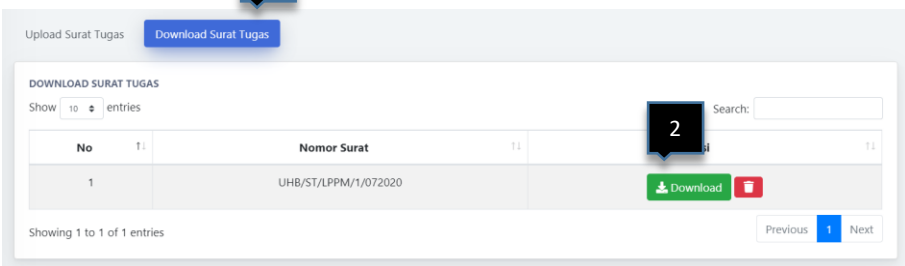 Upload Surat Tugas Download Surat Tugas
DOWNLOAD SURAT TUGAS
Show 10 entries
Search:
2
No Nomor Surat
1 UHB/ST/LPPM/1/072020 Download
Showing 1 to 1 of 1 entries
Previous 1 Next